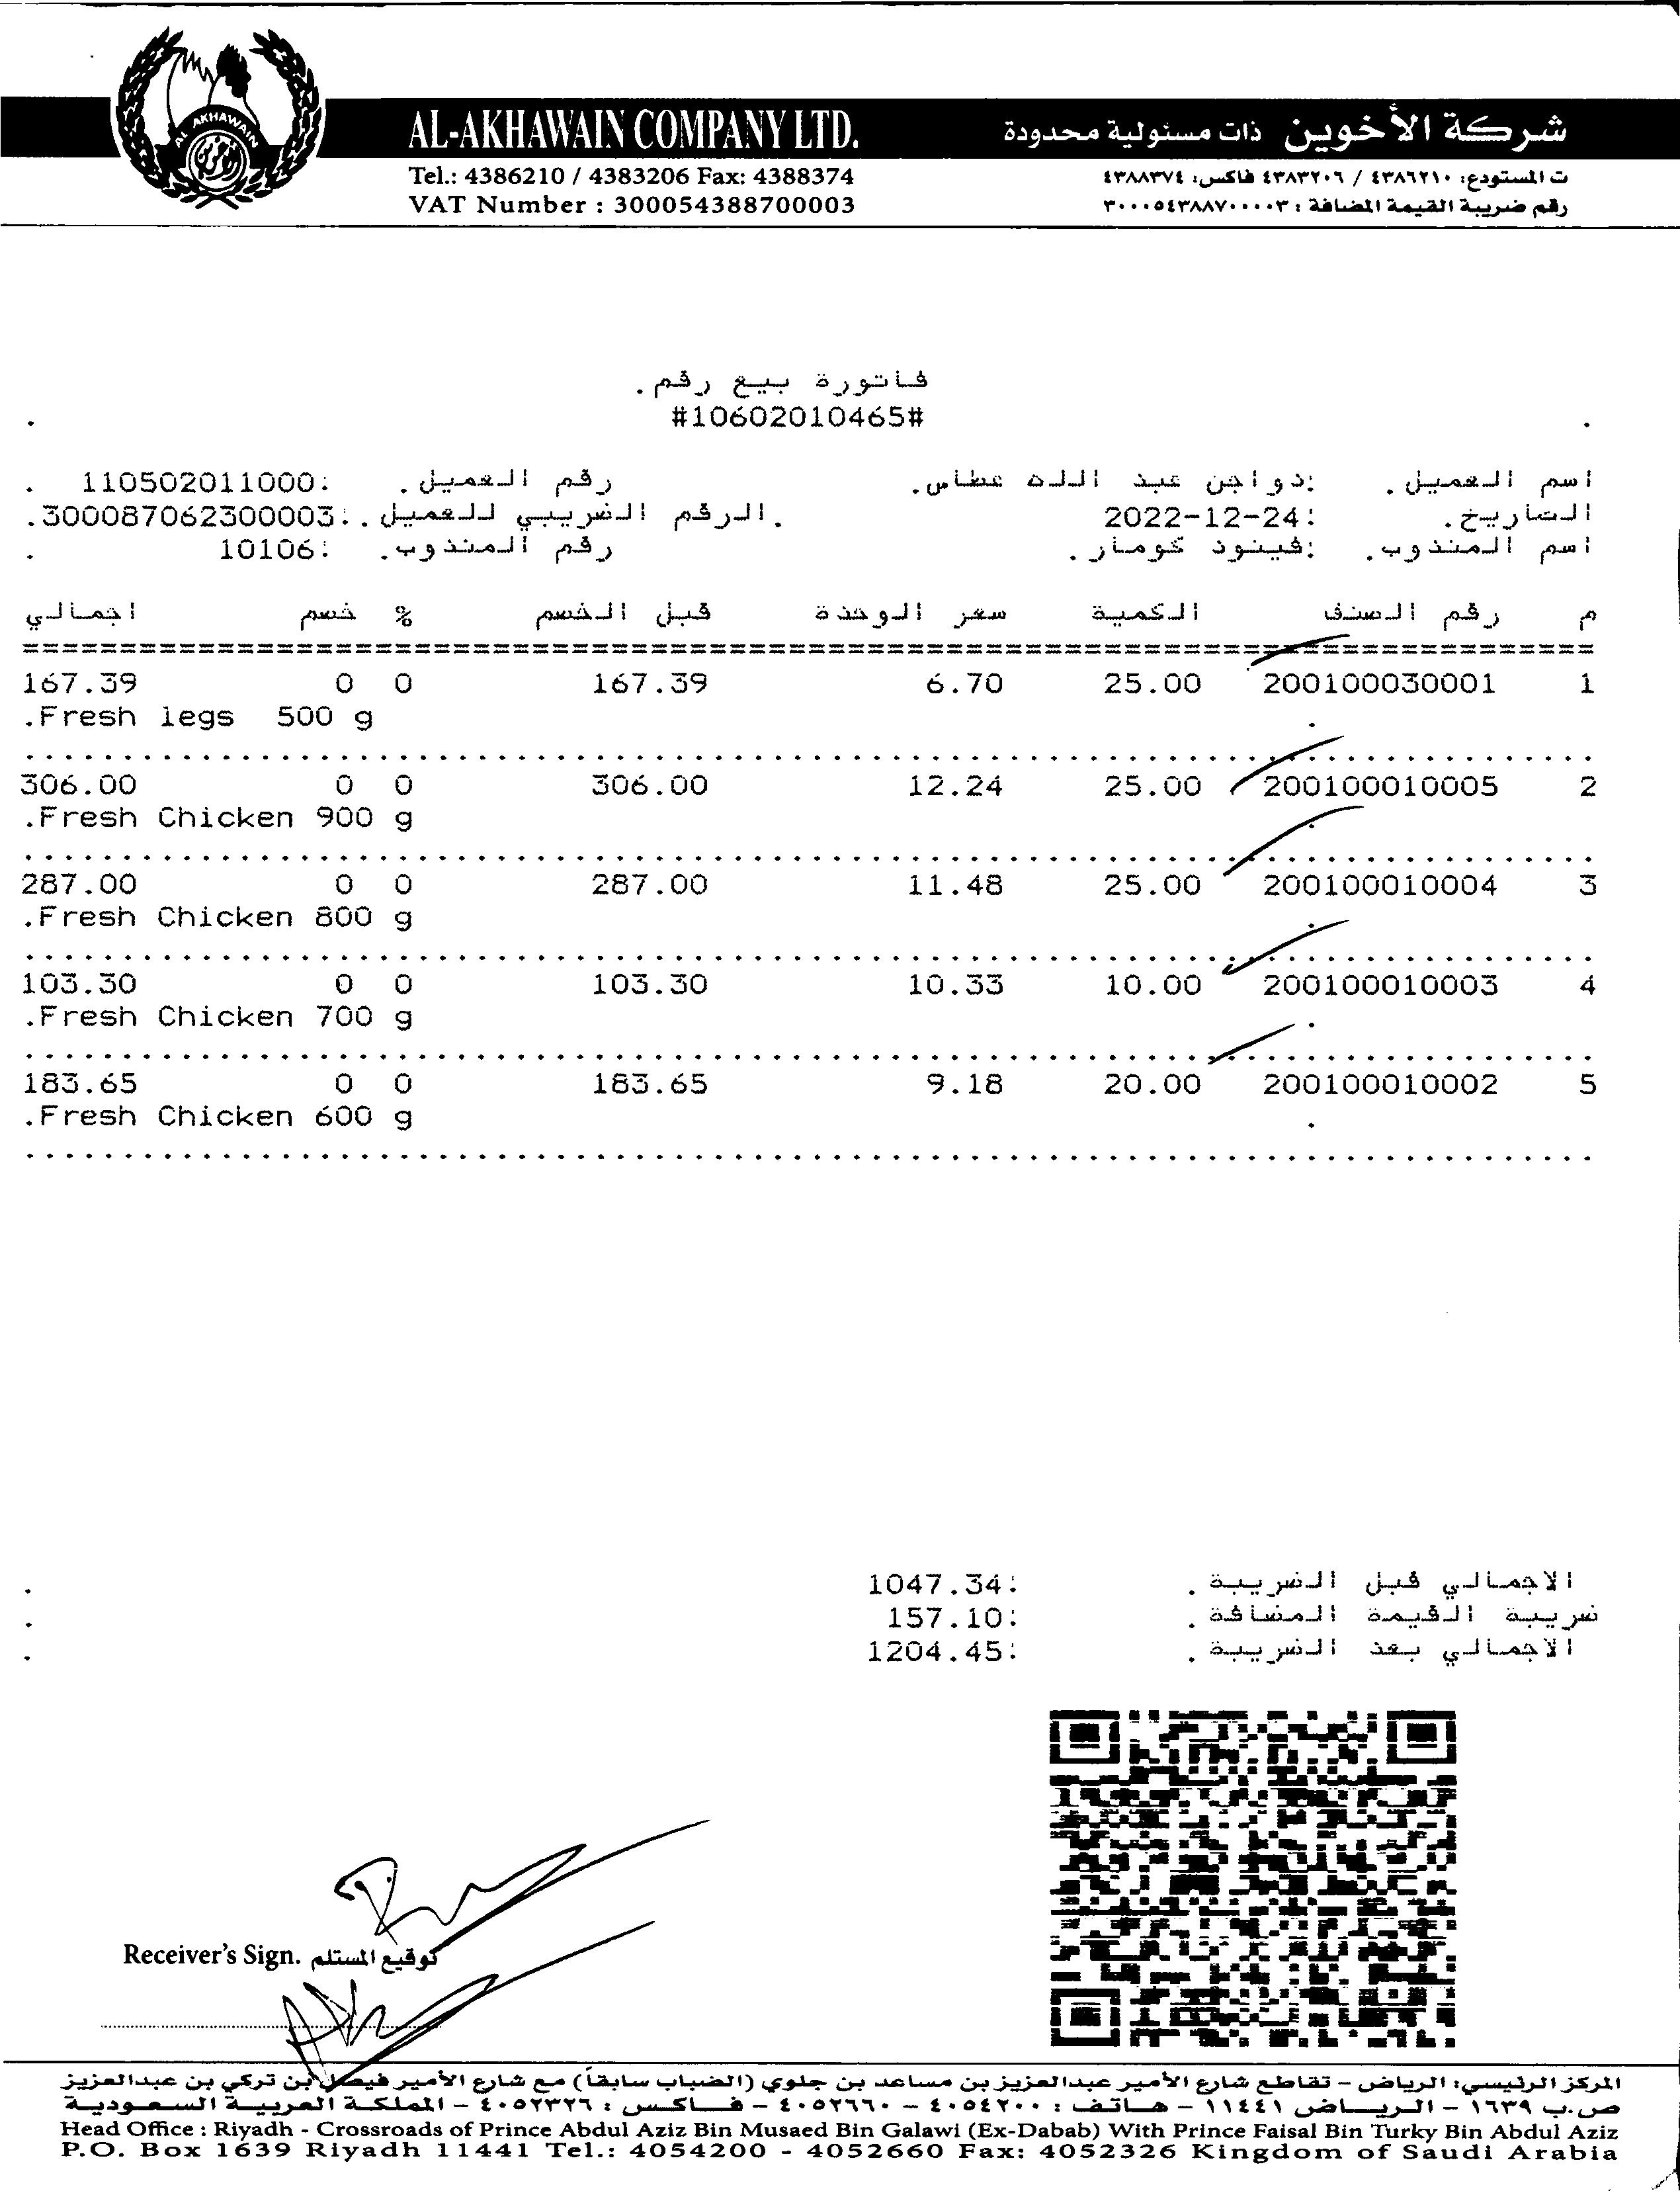 AL AKHAWAIN
AL-AKHAWAIN COMPANY LTD.
شركة الأخوين ذات مسئولية محدودة
Tel.: 4386210 / 4383206 Fax: 4388374
ت المستودع: ٤٣٨٦٢١٠ / ٤٣٨٣٢٠٦ فاكس: ٤٣٨٨٣٧٤
VAT Number : 300054388700003
رقم ضريبة القيمة المضافة : ٣٠٠٠٥٤٣٨٨٧٠٠٠٠٣
فاتورة بيع رقم.
#10602010465#
اسم العميل. :دواجن عبد الله عطاس. رقم العميل. :110502011000
التاريخ. :2022-12-24 .الرقم الضريبي للعميل.:300087062300003.
اسم المندوب. :فينود كومار. رقم المندوب. :10106
م رقم الصنف الكمية سعر الوحدة قبل الخصم % خصم اجمالي
1 200100030001 25.00 6.70 167.39 0 0 167.39
.Fresh legs 500 g
2 200100010005 25.00 12.24 306.00 0 0 306.00
.Fresh Chicken 900 g
3 200100010004 25.00 11.48 287.00 0 0 287.00
.Fresh Chicken 800 g
4 200100010003 10.00 10.33 103.30 0 0 103.30
.Fresh Chicken 700 g
5 200100010002 20.00 9.18 183.65 0 0 183.65
.Fresh Chicken 600 g
الاجمالي قبل الضريبة. :1047.34
ضريبة القيمة المضافة. :157.10
الاجمالي بعد الضريبة. :1204.45
Receiver's Sign. توقيع المستلم
المركز الرئيسي: الرياض - تقاطع شارع الأمير عبدالعزيز بن مساعد بن جلوي (الضباب سابقاً) مع شارع الأمير فيصل بن تركي بن عبدالعزيز
ص.ب ١٦٣٩ - الرياض ١١٤٤١ - هاتف : ٤٠٥٤٢٠٠ - ٤٠٥٢٦٦٠ - فاكس : ٤٠٥٢٣٢٦ - المملكة العربية السعودية
Head Office : Riyadh - Crossroads of Prince Abdul Aziz Bin Musaed Bin Galawi (Ex-Dabab) With Prince Faisal Bin Turky Bin Abdul Aziz
P.O. Box 1639 Riyadh 11441 Tel.: 4054200 - 4052660 Fax: 4052326 Kingdom of Saudi Arabia